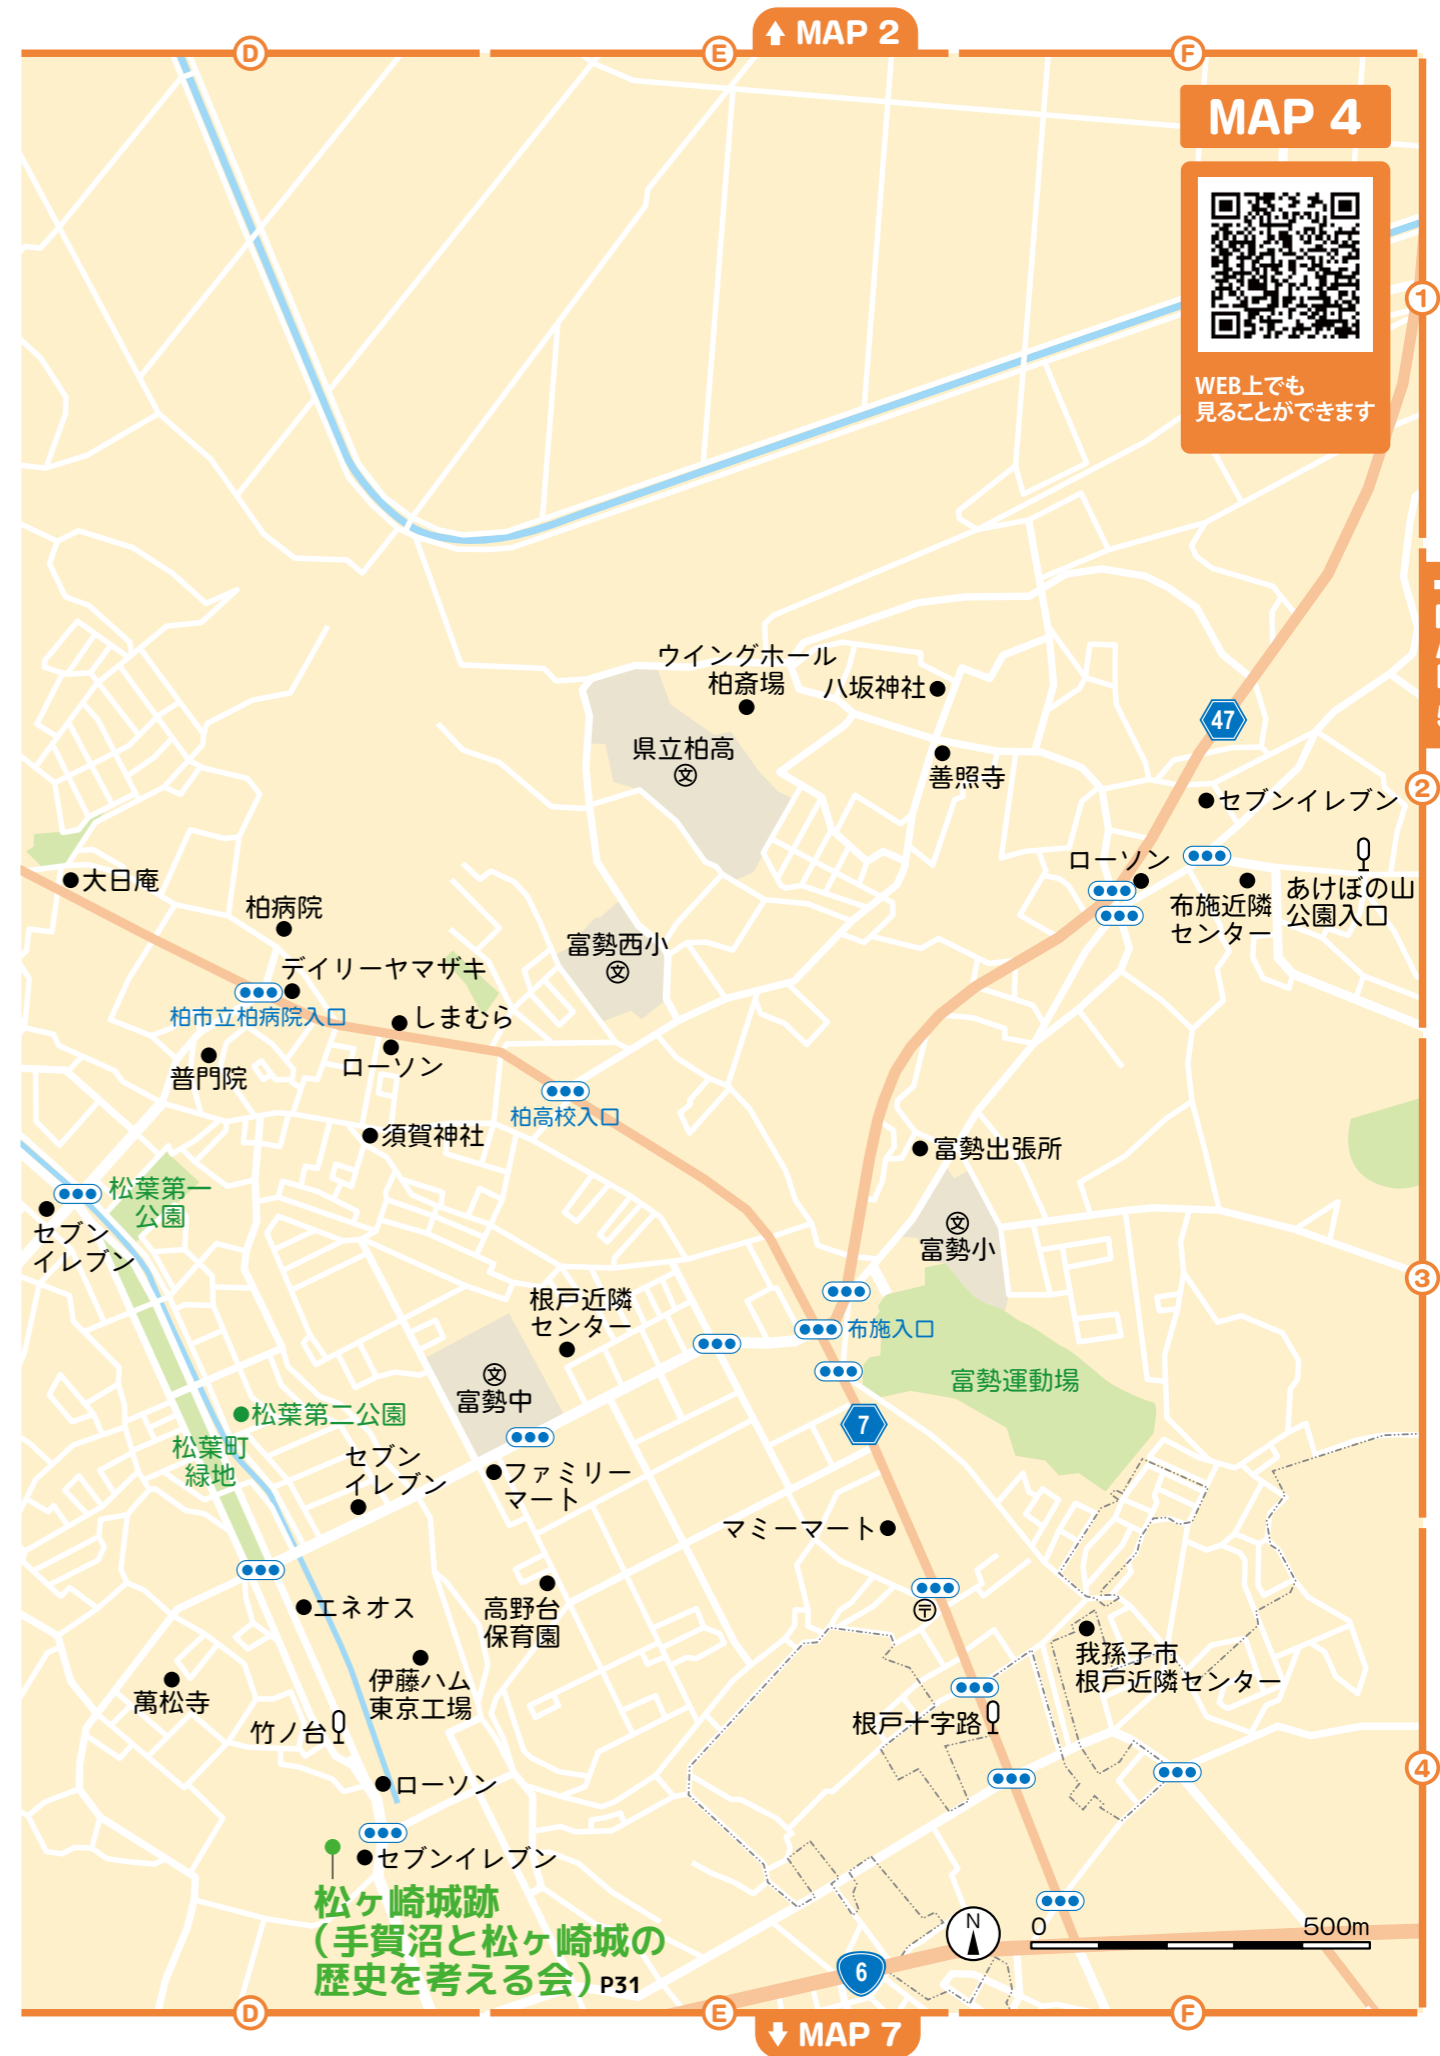 MAP 2
D
E
F
MAP 4
WEB上でも
見ることができます
1
ウイングホール
柏斎場
八坂神社
県立柏高
文
善照寺
47
セブンイレブン
2
ローソン
布施近隣
センター
あけぼの山
公園入口
大日庵
柏病院
デイリーヤマザキ
柏市立柏病院入口
しまむら
ローソン
普門院
富勢西小
文
柏高校入口
須賀神社
富勢出張所
松葉第一
公園
セブン
イレブン
文
富勢小
3
根戸近隣
センター
布施入口
文
富勢中
富勢運動場
松葉第二公園
松葉町
緑地
セブン
イレブン
7
ファミリー
マート
マミーマート
エネオス
高野台
保育園
〒
我孫子市
根戸近隣センター
萬松寺
伊藤ハム
東京工場
竹ノ台
根戸十字路
4
ローソン
セブンイレブン
松ヶ崎城跡
(手賀沼と松ヶ崎城の
歴史を考える会) P31
N
0
500m
6
D
E
F
MAP 7